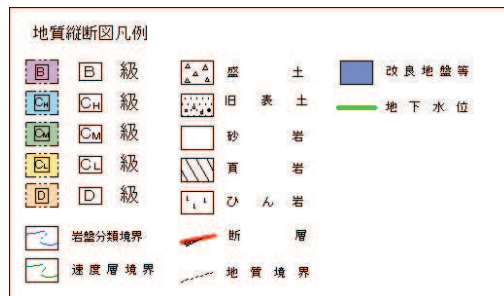 地質縦断図凡例
B B 級
CH CH 級
CM CM 級
CL CL 級
D D 級
岩盤分類境界
速度層境界
盛土
旧表土
砂岩
頁岩
ひん岩
断層
地質境界
改良地盤等
地下水位